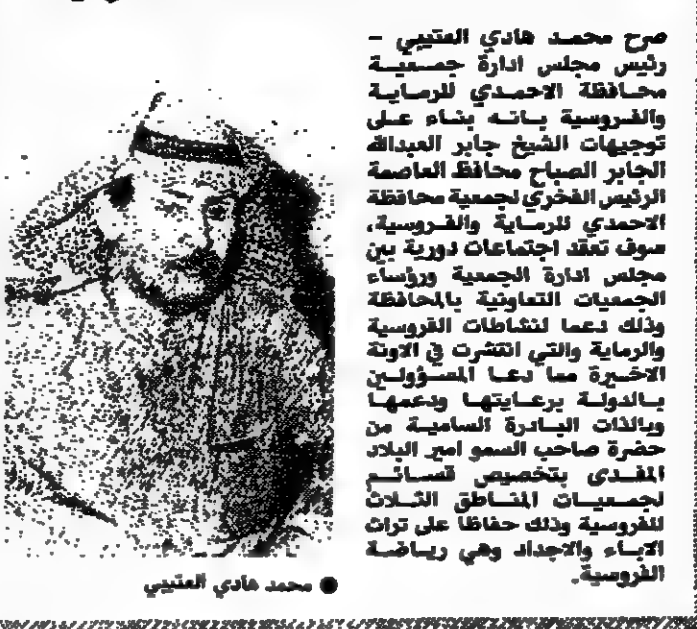 صرح محمد هادي العتيبي –
رئيس مجلس ادارة جمعية
محافظة الاحمدي للرماية
والفروسية بانه بناء على
توجيهات الشيخ جابر العبدالله
الجابر الصباح محافظ العاصمة
الرئيس الفخري لجمعية محافظة
الاحمدي للرماية والفروسية،
سوف تعقد اجتماعات دورية بين
مجلس ادارة الجمعية ورؤساء
الجمعيات التعاونية بالمحافظة
وذلك دعما لنشاطات الفروسية
والرماية والتي انتشرت في الاونة
الاخيرة مما دعا المسؤولين
بالدولة برعايتها ودعمها
وبالذات البادرة السامية من
حضرة صاحب السمو امير البلاد
المفدى بتخصيص قسائم
لجمعيات المناطق الثلاث
للفروسية وذلك حفاظا على تراث
الاباء والاجداد وهي رياضة
الفروسية.
● محمد هادي العتيبي